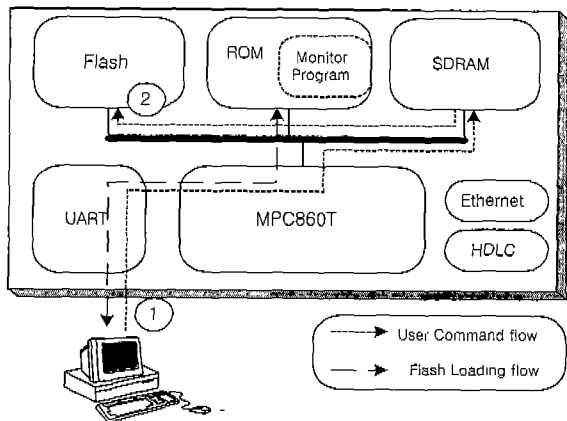 Flash
ROM
Monitor
Program
SDRAM
2
UART
MPC860T
Ethernet
HDLC
1
User Command flow
Flash Loading flow